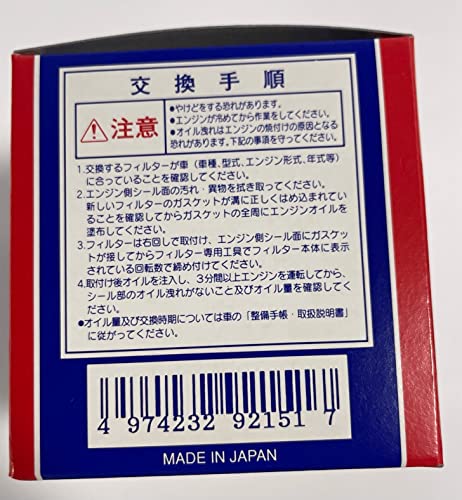 交換手順
⚠注意
●やけどをする恐れがあります。
●エンジンが冷めてから作業をしてください。
●オイル洩れはエンジンの焼付けの原因となる
恐れがあります。下記の事項を守ってください。
1.交換するフィルターが車（車種、型式、エンジン形式、年式等）
に合っていることを確認してください。
2.エンジン側シール面の汚れ・異物を拭き取ってください。
新しいフィルターのガスケットが溝に正しくはめ込まれてい
ることを確認してからガスケットの全周にエンジンオイルを
塗布してください。
3.フィルターは右回しで取付け、エンジン側シール面にガスケッ
トが接してからフィルター専用工具でフィルター本体に表示
されている回転数で締め付けてください。
4.取付け後オイルを注入し、3分間以上エンジンを運転してから、
シール部のオイル洩れがないこと及びオイル量を確認してく
ださい。
●オイル量及び交換時期については車の「整備手帳・取扱説明書」
に従がってください。
4 974232 92151 7
MADE IN JAPAN